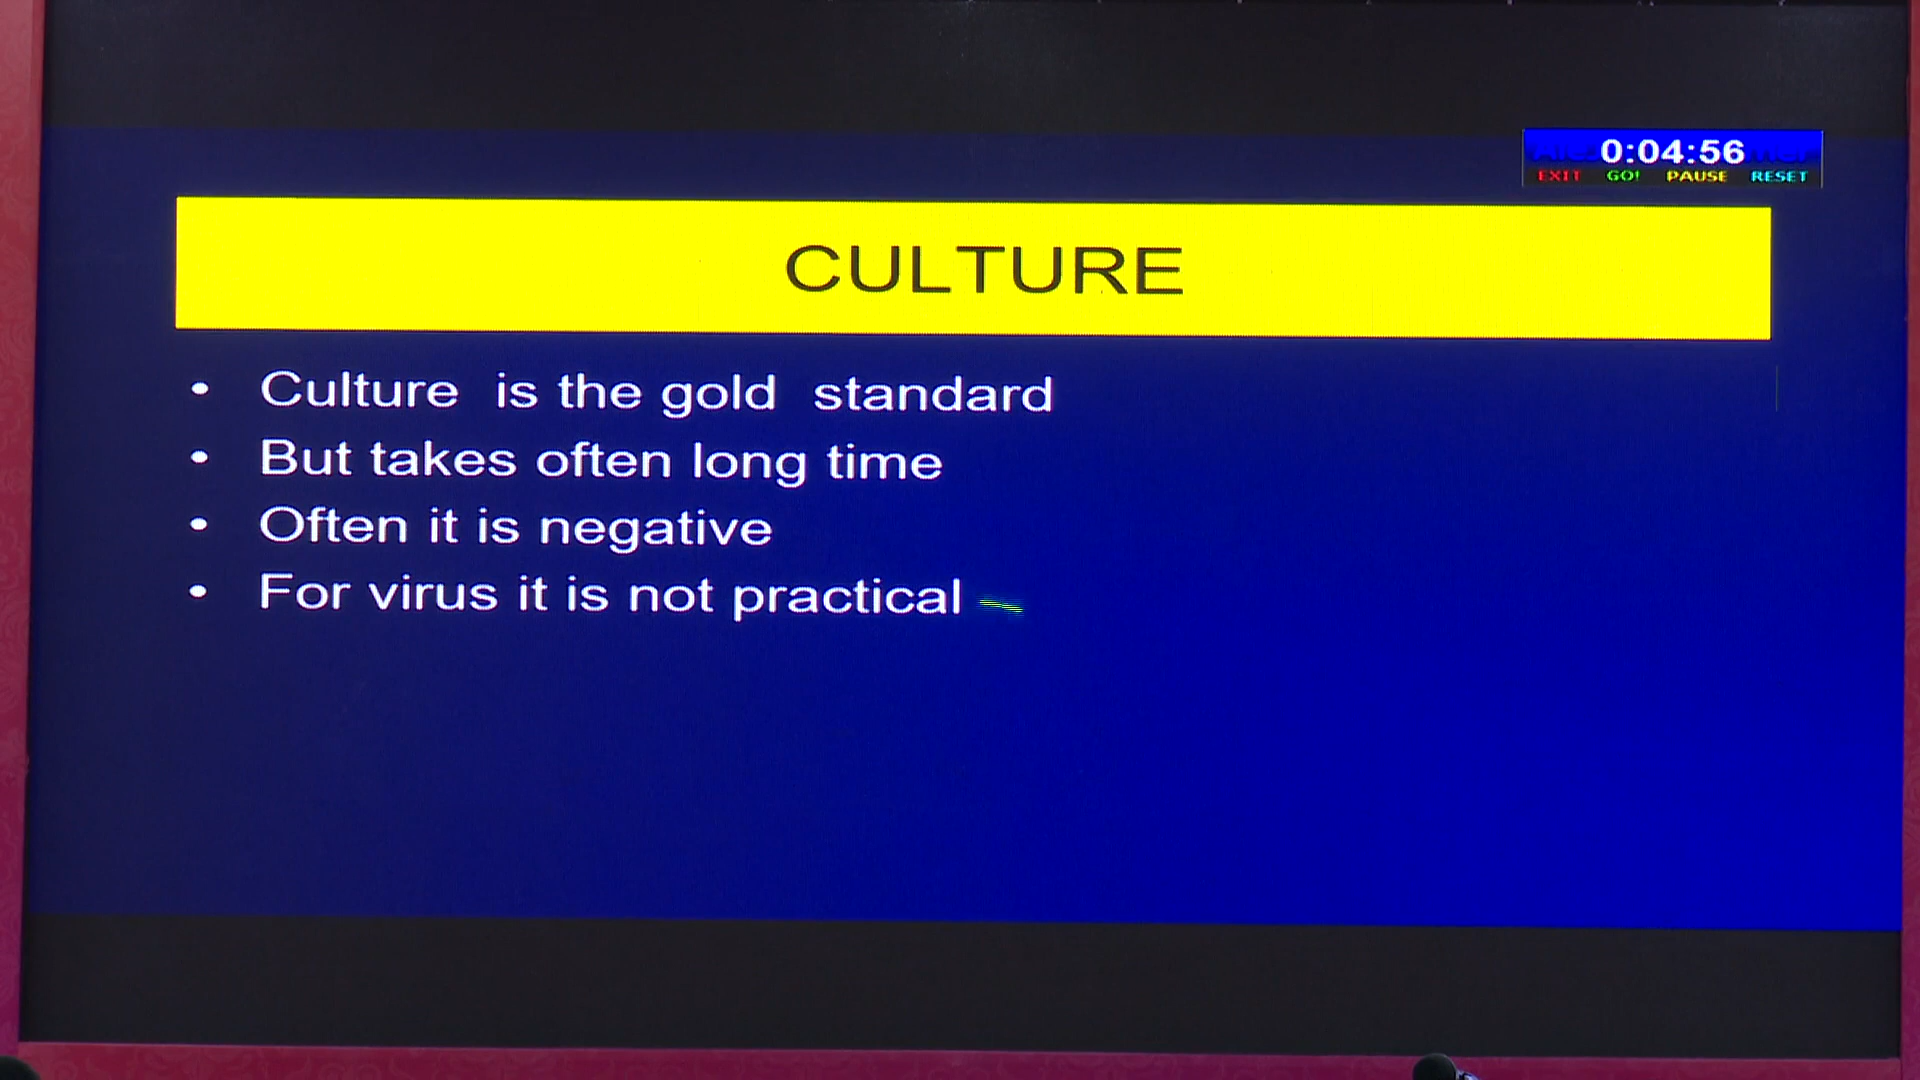 0:04:56
EXIT GO! PAUSE RESET
CULTURE
• Culture is the gold standard
• But takes often long time
• Often it is negative
• For virus it is not practical